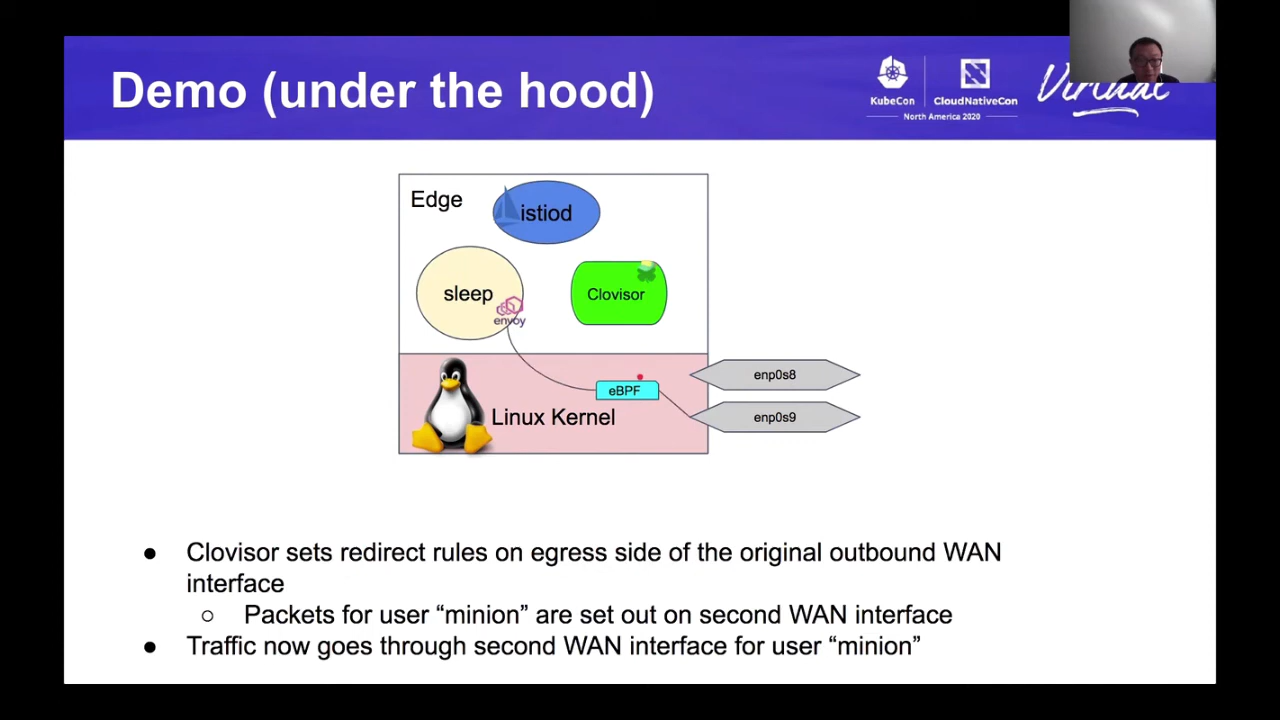 Demo (under the hood)
KubeCon
CloudNativeCon
North America 2020
Virtual
Edge
istiod
sleep
envoy
Clovisor
eBPF
Linux Kernel
enp0s8
enp0s9
● Clovisor sets redirect rules on egress side of the original outbound WAN
interface
○ Packets for user “minion” are set out on second WAN interface
● Traffic now goes through second WAN interface for user “minion”